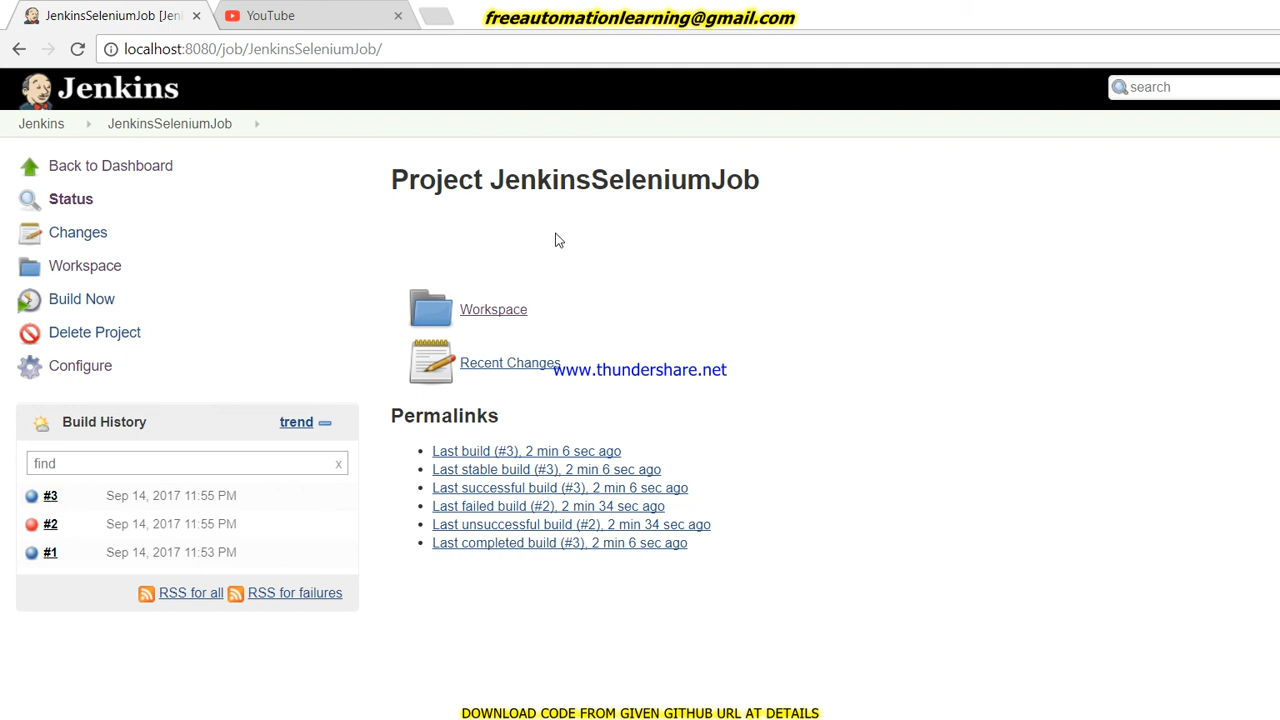 JenkinsSeleniumJob [Jen
YouTube
freeautomationlearning@gmail.com
localhost:8080/job/JenkinsSeleniumJob/
Jenkins
search
Jenkins
JenkinsSeleniumJob
Back to Dashboard
Status
Changes
Workspace
Build Now
Delete Project
Configure
Build History
trend
find
x
#3 Sep 14, 2017 11:55 PM
#2 Sep 14, 2017 11:55 PM
#1 Sep 14, 2017 11:53 PM
RSS for all
RSS for failures
Project JenkinsSeleniumJob
Workspace
Recent Changes
www.thundershare.net
Permalinks
Last build (#3), 2 min 6 sec ago
Last stable build (#3), 2 min 6 sec ago
Last successful build (#3), 2 min 6 sec ago
Last failed build (#2), 2 min 34 sec ago
Last unsuccessful build (#2), 2 min 34 sec ago
Last completed build (#3), 2 min 6 sec ago
DOWNLOAD CODE FROM GIVEN GITHUB URL AT DETAILS